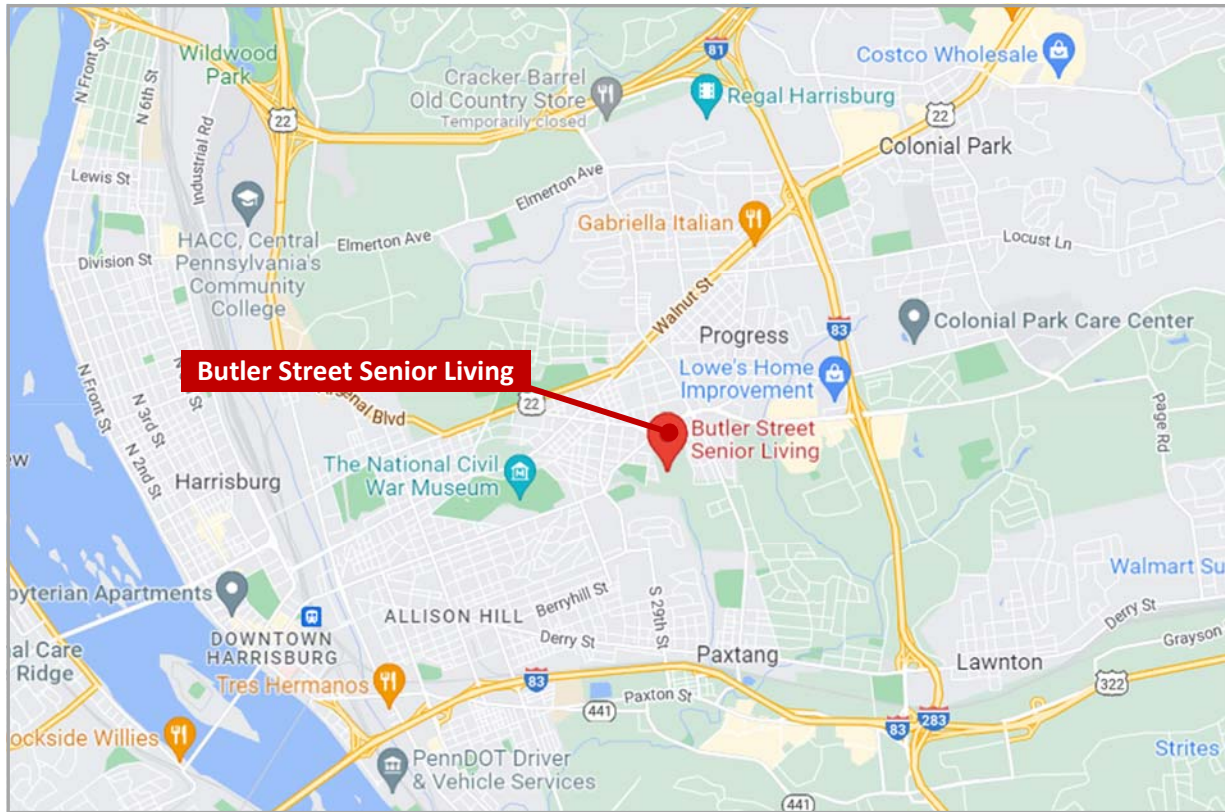 Wildwood
Park
N Front St
N 6th St
Industrial Rd
22
81
Cracker Barrel
Old Country Store
Temporarily closed
Regal Harrisburg
Costco Wholesale
22
Colonial Park
Lewis St
Elmerton Ave
HACC, Central
Pennsylvania's
Community
College
Elmerton Ave
Gabriella Italian
Locust Ln
Division St
Walnut St
Progress
83
Colonial Park Care Center
N Front St
N 3rd St
N 2nd St
St
Butler Street Senior Living
Arsenal Blvd
22
Lowe's Home
Improvement
Butler Street
Senior Living
Page Rd
Harrisburg
The National Civil
War Museum
Walmart Su
byterian Apartments
ALLISON HILL
Berryhill St
S 29th St
Derry St
Derry St
Grayson
DOWNTOWN
HARRISBURG
Paxtang
Lawnton
al Care
Ridge
Tres Hermanos
83
Paxton St
441
322
83
283
ockside Willies
PennDOT Driver
& Vehicle Services
Strites
441